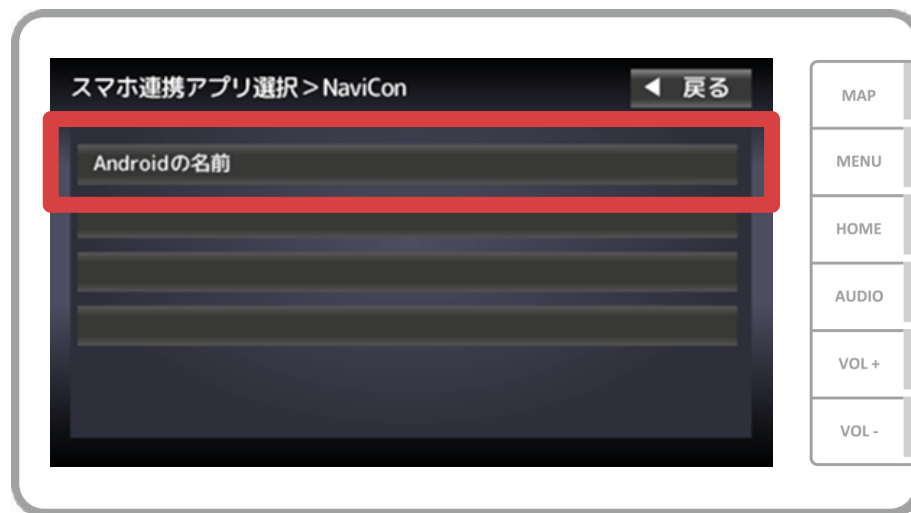 スマホ連携アプリ選択＞NaviCon
◀ 戻る
Androidの名前
MAP
MENU
HOME
AUDIO
VOL +
VOL -